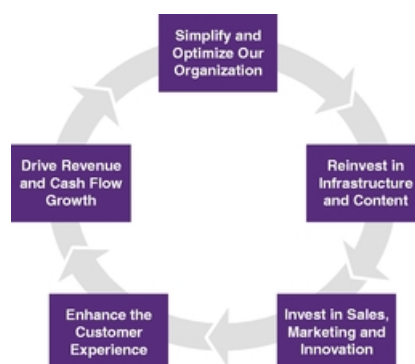 Simplify and
Optimize Our
Organization
Reinvest in
Infrastructure
and Content
Invest in Sales,
Marketing and
Innovation
Enhance the
Customer
Experience
Drive Revenue
and Cash Flow
Growth